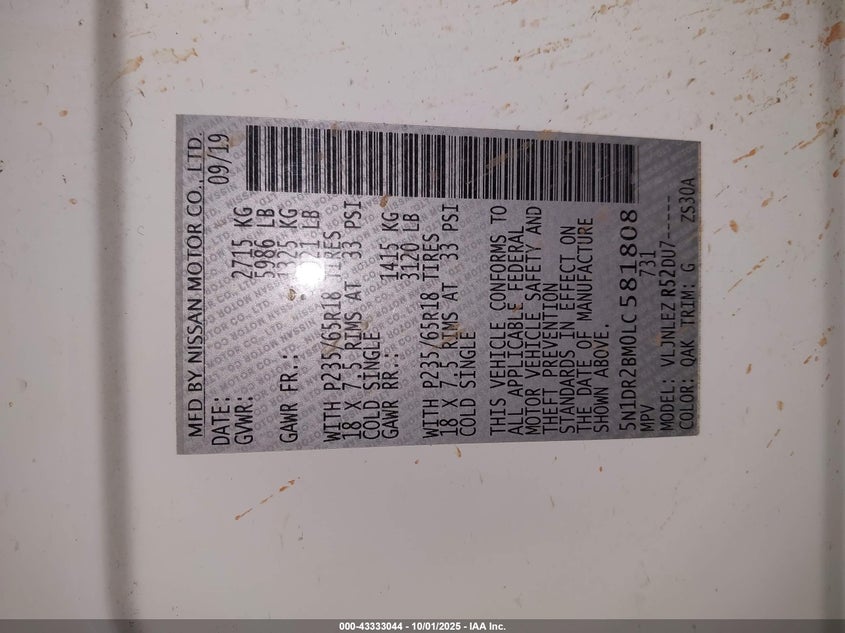 MFD BY NISSAN MOTOR CO., LTD.
DATE: 09/19
GVWR: 2715 KG
5986 LB
GAWR FR.: 1325 KG
LB
WITH P235/65R18 TIRES
18 X 7.5 RIMS AT 33 PSI
COLD SINGLE
GAWR RR.: 1415 KG
3120 LB
WITH P235/65R18 TIRES
18 X 7.5 RIMS AT 33 PSI
COLD SINGLE
THIS VEHICLE CONFORMS TO
ALL APPLICABLE FEDERAL
MOTOR VEHICLE SAFETY AND
THEFT PREVENTION
STANDARDS IN EFFECT ON
THE DATE OF MANUFACTURE
SHOWN ABOVE.
5N1DR2BM0LC581808
MPV 731
MODEL: VLJNLEZ R52DU7-----
COLOR: QAK TRIM: G ZS30A
000-43333044 - 10/01/2025 - IAA Inc.